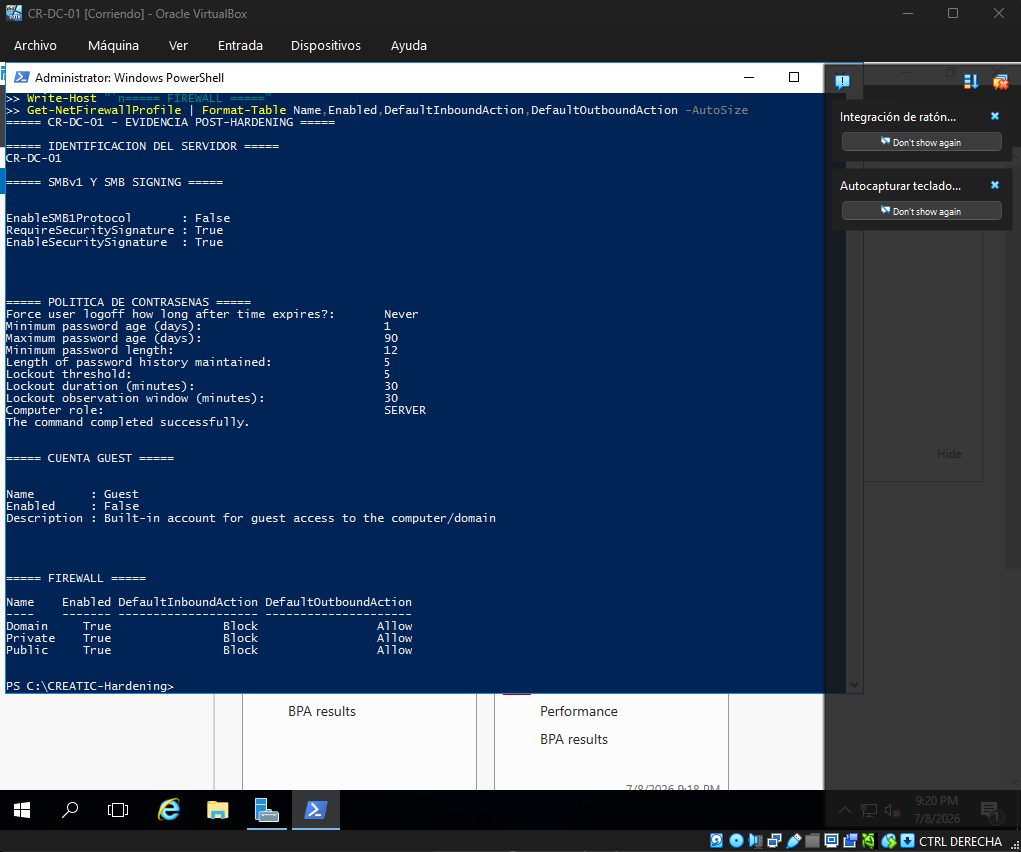 CR-DC-01 [Corriendo] - Oracle VirtualBox
Archivo Máquina Ver Entrada Dispositivos Ayuda
Administrator: Windows PowerShell
>> Write-Host "`n===== FIREWALL ====="
>> Get-NetFirewallProfile | Format-Table Name,Enabled,DefaultInboundAction,DefaultOutboundAction -AutoSize
===== CR-DC-01 - EVIDENCIA POST-HARDENING =====
===== IDENTIFICACION DEL SERVIDOR =====
CR-DC-01
===== SMBv1 Y SMB SIGNING =====
EnableSMB1Protocol : False
RequireSecuritySignature : True
EnableSecuritySignature : True
===== POLITICA DE CONTRASENAS =====
Force user logoff how long after time expires?: Never
Minimum password age (days): 1
Maximum password age (days): 90
Minimum password length: 12
Length of password history maintained: 5
Lockout threshold: 5
Lockout duration (minutes): 30
Lockout observation window (minutes): 30
Computer role: SERVER
The command completed successfully.
===== CUENTA GUEST =====
Name : Guest
Enabled : False
Description : Built-in account for guest access to the computer/domain
===== FIREWALL =====
Name Enabled DefaultInboundAction DefaultOutboundAction
---- ------- -------------------- ---------------------
Domain True Block Allow
Private True Block Allow
Public True Block Allow
PS C:\CREATIC-Hardening>
Integración de ratón...
Don't show again
Autocapturar teclado...
Don't show again
Hide
BPA results
Performance
BPA results
7/8/2026 9:18 PM
9:20 PM
7/8/2026
1
CTRL DERECHA